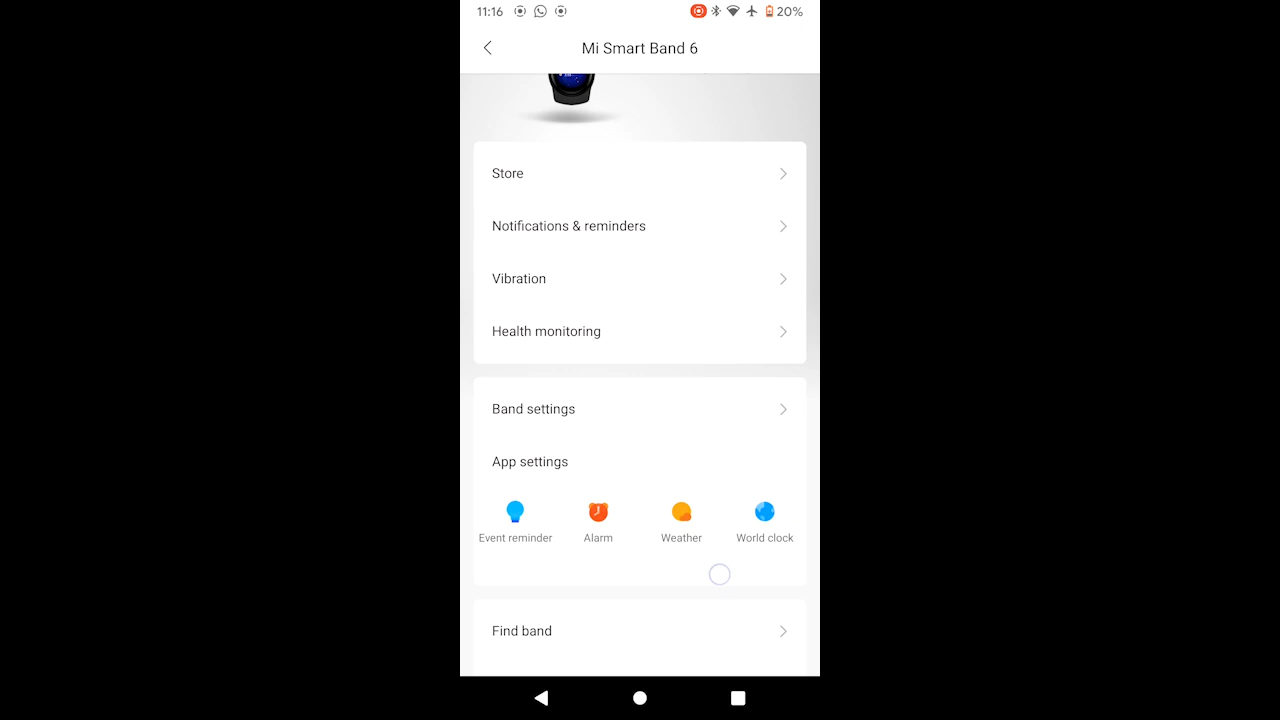 11:16 20%
Mi Smart Band 6
Store
Notifications & reminders
Vibration
Health monitoring
Band settings
App settings
Event reminder Alarm Weather World clock
Find band